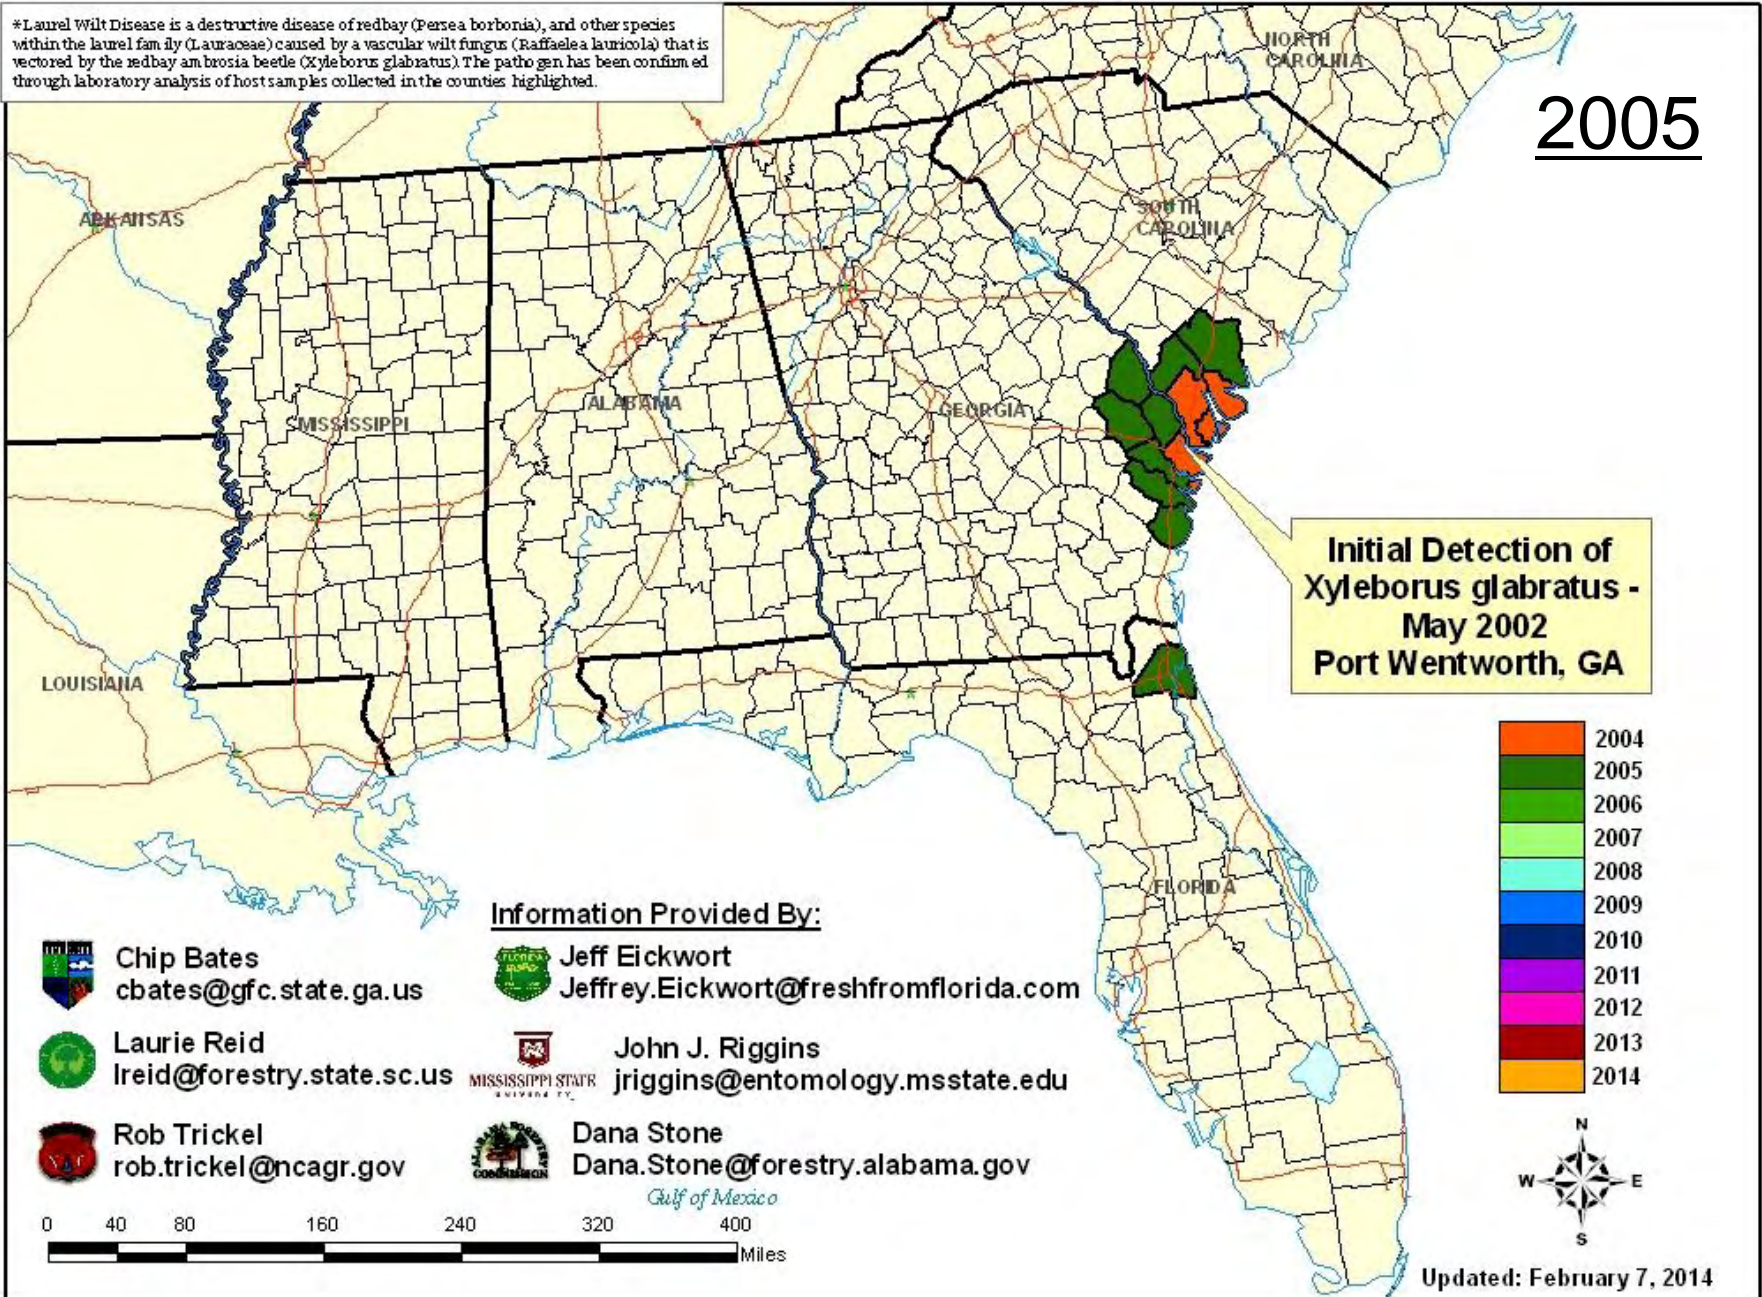 *Laurel Wilt Disease is a destructive disease of redbay (Persea borbonia), and other species
within the laurel family (Lauraceae) caused by a vascular wilt fungus (Raffaelea lauricola) that is
vectored by the redbay ambrosia beetle (Xyleborus glabratus). The pathogen has been confirmed
through laboratory analysis of host samples collected in the counties highlighted.
NORTH
CAROLINA
2005
ARKANSAS
SOUTH
CAROLINA
MISSISSIPPI
ALABAMA
GEORGIA
Initial Detection of
Xyleborus glabratus -
May 2002
Port Wentworth, GA
LOUISIANA
2004
2005
2006
2007
2008
2009
2010
2011
2012
2013
2014
FLORIDA
Information Provided By:
Chip Bates
cbates@gfc.state.ga.us
FLORIDA
Jeff Eickwort
Jeffrey.Eickwort@freshfromflorida.com
Laurie Reid
lreid@forestry.state.sc.us
MISSISSIPPI STATE
UNIVERSITY
John J. Riggins
jriggins@entomology.msstate.edu
Rob Trickel
rob.trickel@ncagr.gov
ALABAMA FORESTRY
COMMISSION
Dana Stone
Dana.Stone@forestry.alabama.gov
Gulf of Mexico
0 40 80 160 240 320 400
Miles
N
W E
S
Updated: February 7, 2014